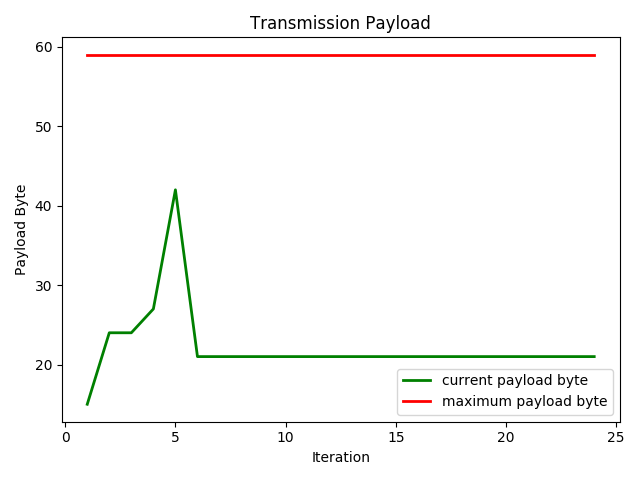 Transmission Payload
Payload Byte
60
50
40
30
20
0
5
10
15
20
25
Iteration
current payload byte
maximum payload byte